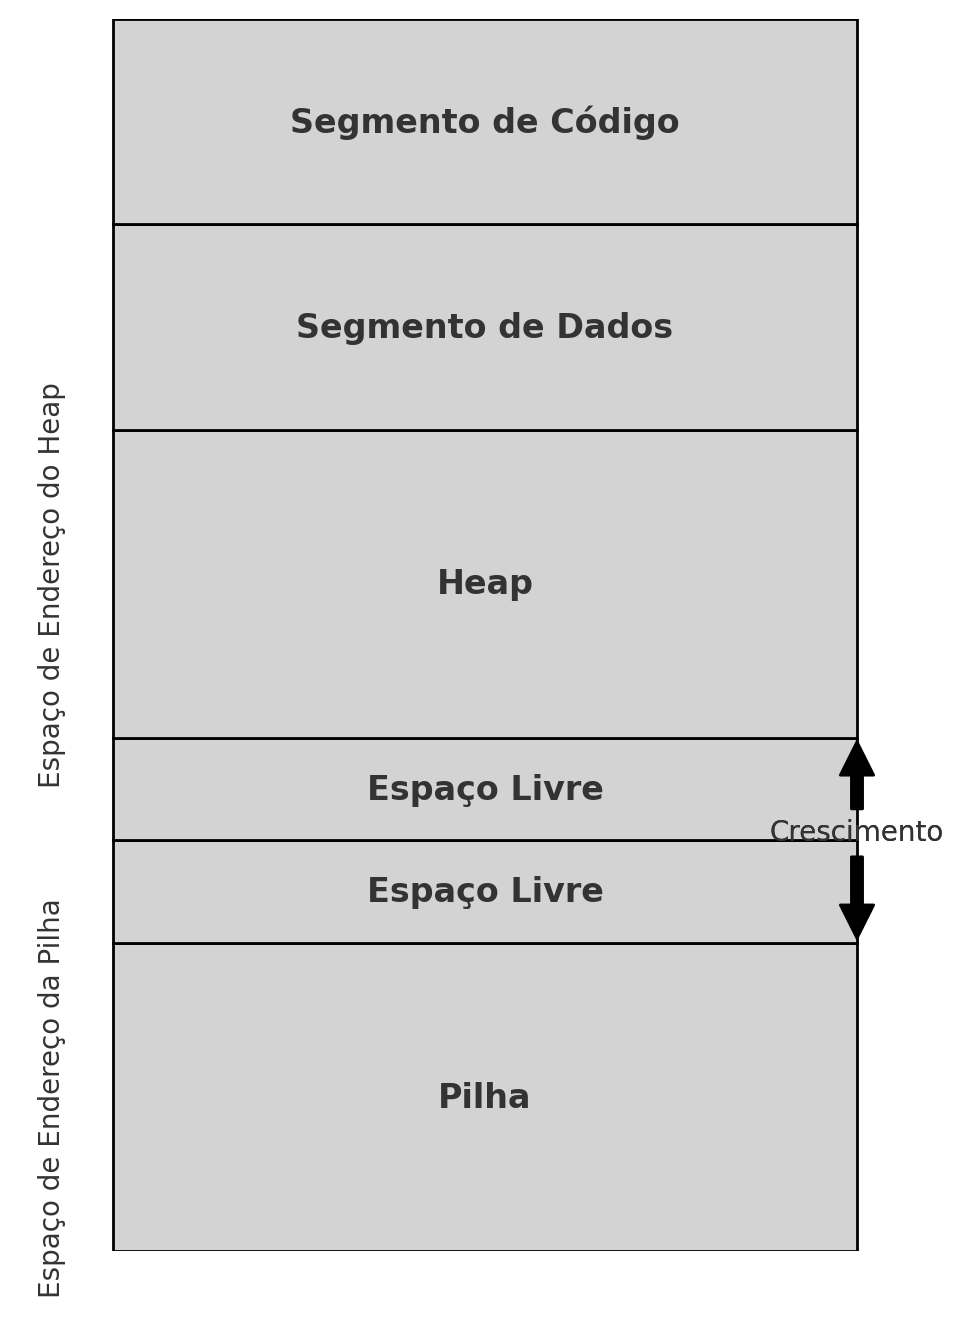 Segmento de Código
Segmento de Dados
Espaço de Endereço do Heap
Heap
Espaço Livre
Crescimento
Espaço Livre
Espaço de Endereço da Pilha
Pilha